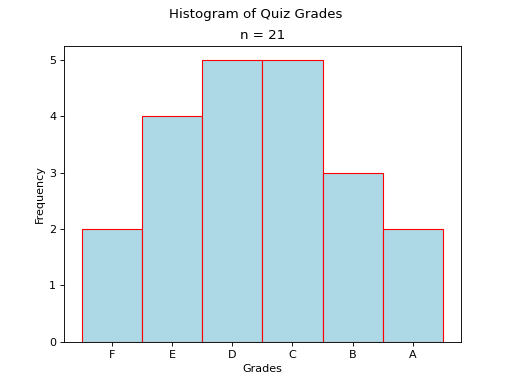 Histogram of Quiz Grades
n = 21
5
4
3
2
1
0
Frequency
F E D C B A
Grades